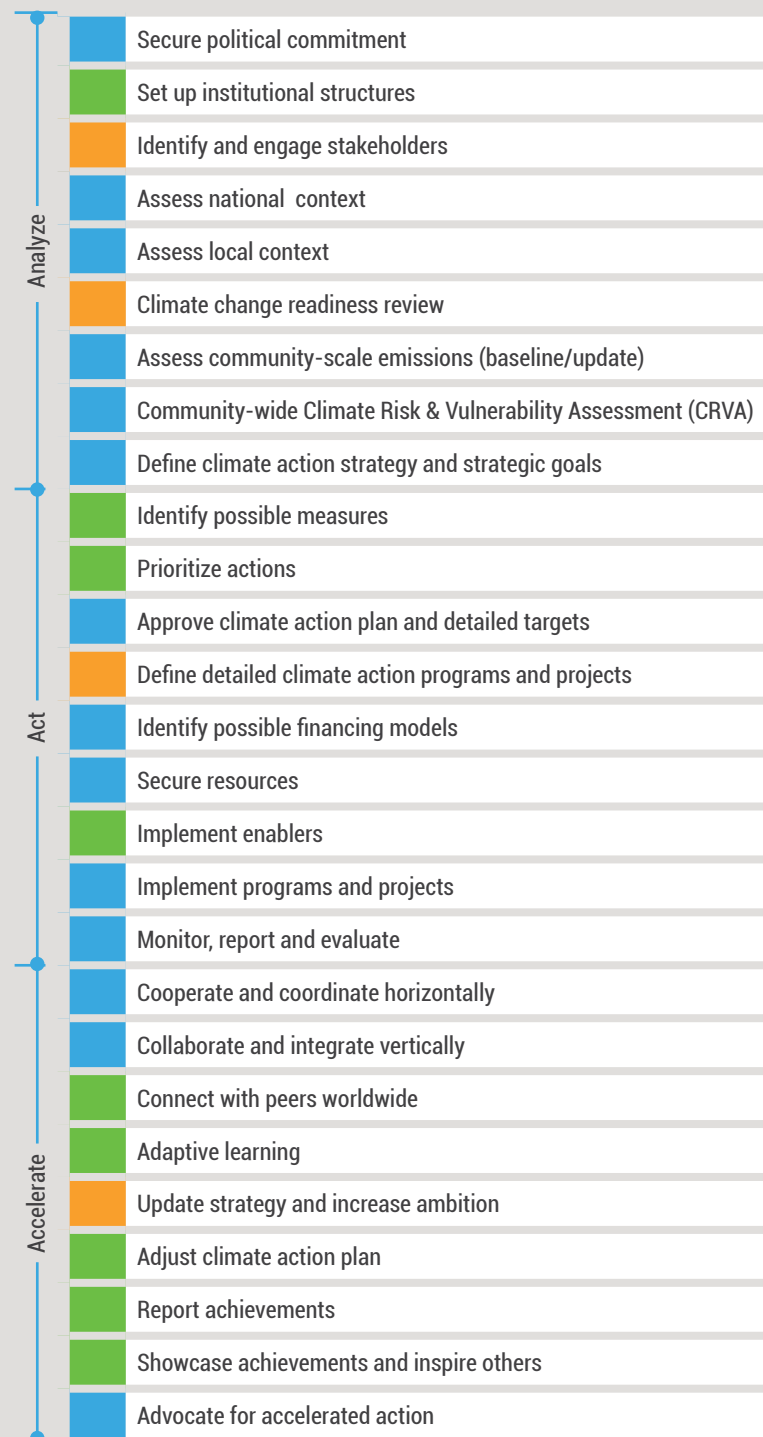 Analyze
Secure political commitment
Set up institutional structures
Identify and engage stakeholders
Assess national  context
Assess local context
Climate change readiness review
Assess community-scale emissions (baseline/update)
Community-wide Climate Risk & Vulnerability Assessment (CRVA)
Define climate action strategy and strategic goals
Act
Identify possible measures
Prioritize actions
Approve climate action plan and detailed targets
Define detailed climate action programs and projects
Identify possible financing models
Secure resources
Implement enablers
Implement programs and projects
Monitor, report and evaluate
Accelerate
Cooperate and coordinate horizontally
Collaborate and integrate vertically
Connect with peers worldwide
Adaptive learning
Update strategy and increase ambition
Adjust climate action plan
Report achievements
Showcase achievements and inspire others
Advocate for accelerated action